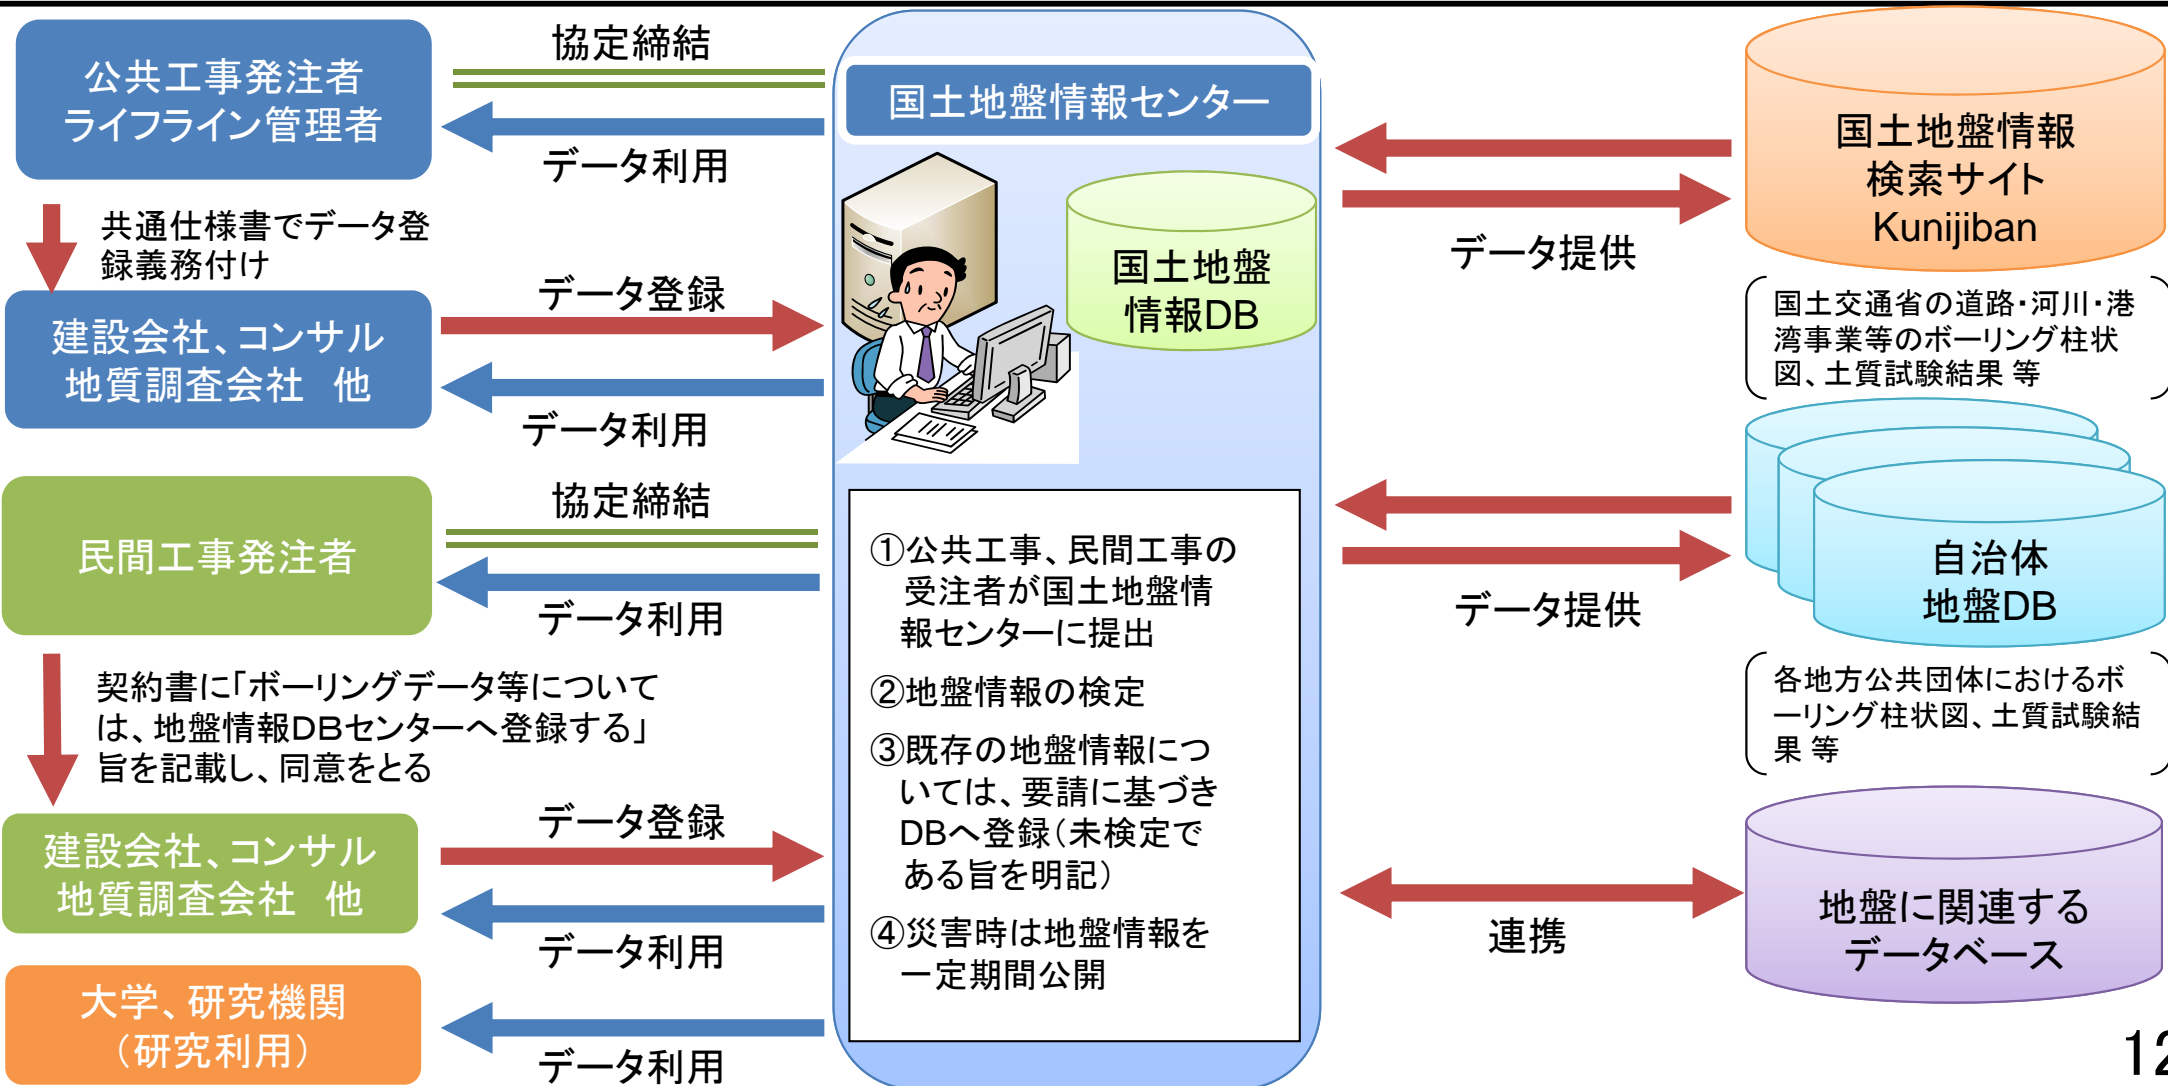 公共工事発注者
ライフライン管理者
協定締結
データ利用
共通仕様書でデータ登
録義務付け
建設会社、コンサル
地質調査会社　他
データ登録
データ利用
民間工事発注者
協定締結
データ利用
契約書に「ボーリングデータ等について
は、地盤情報DBセンターへ登録する」
旨を記載し、同意をとる
建設会社、コンサル
地質調査会社　他
データ登録
データ利用
大学、研究機関
（研究利用）
データ利用
国土地盤情報センター
国土地盤
情報DB
①公共工事、民間工事の
受注者が国土地盤情
報センターに提出
②地盤情報の検定
③既存の地盤情報につ
いては、要請に基づき
DBへ登録（未検定で
ある旨を明記）
④災害時は地盤情報を
一定期間公開
データ提供
国土地盤情報
検索サイト
Kunijiban
国土交通省の道路・河川・港
湾事業等のボーリング柱状
図、土質試験結果 等
データ提供
自治体
地盤DB
各地方公共団体におけるボ
ーリング柱状図、土質試験結
果 等
連携
地盤に関連する
データベース
12